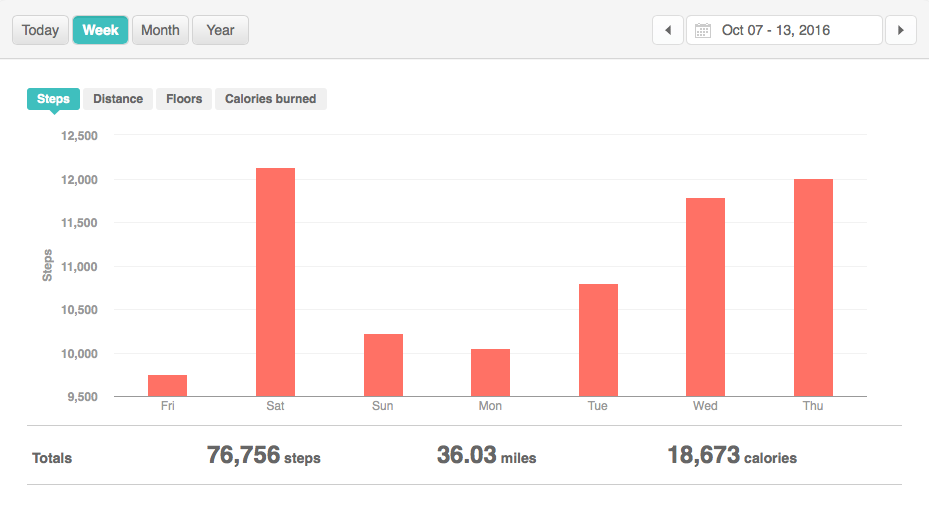 Today Week Month Year Oct 07 - 13, 2016
Steps Distance Floors Calories burned
12,500
12,000
11,500
11,000
10,500
10,000
9,500
Steps
Fri Sat Sun Mon Tue Wed Thu
Totals 76,756 steps 36.03 miles 18,673 calories